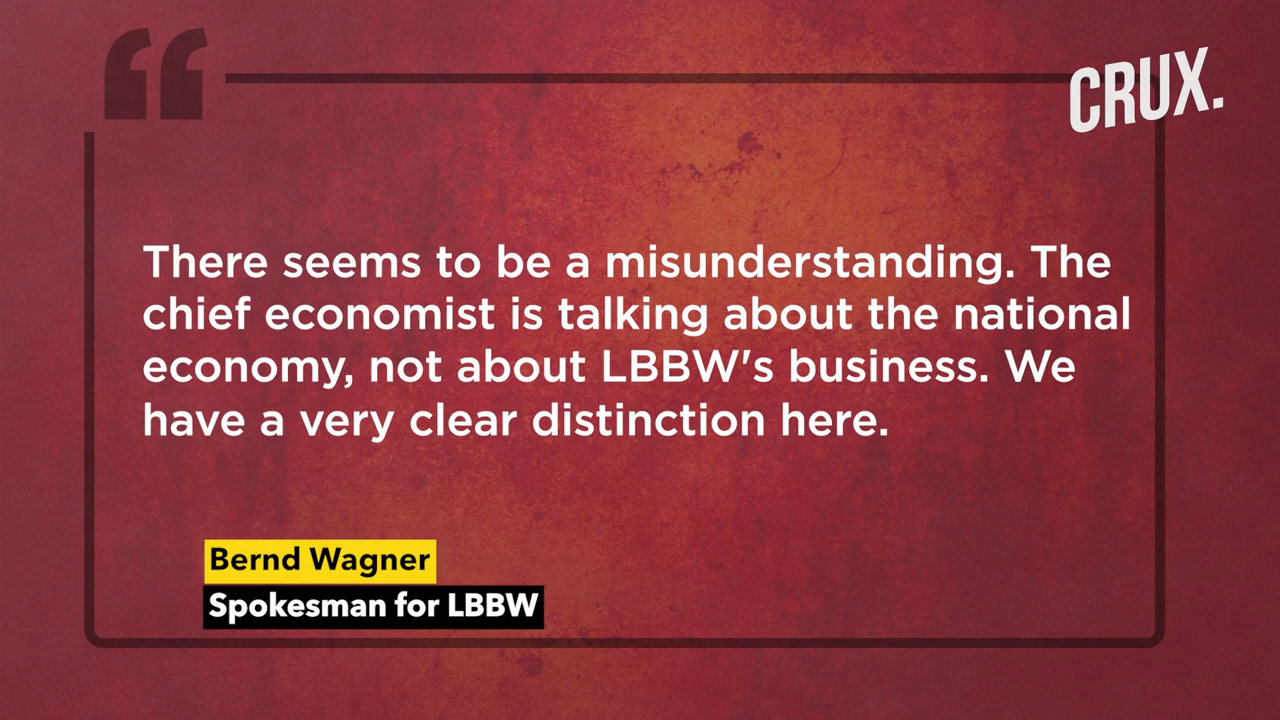 CRUX.
There seems to be a misunderstanding. The
chief economist is talking about the national
economy, not about LBBW's business. We
have a very clear distinction here.
Bernd Wagner
Spokesman for LBBW